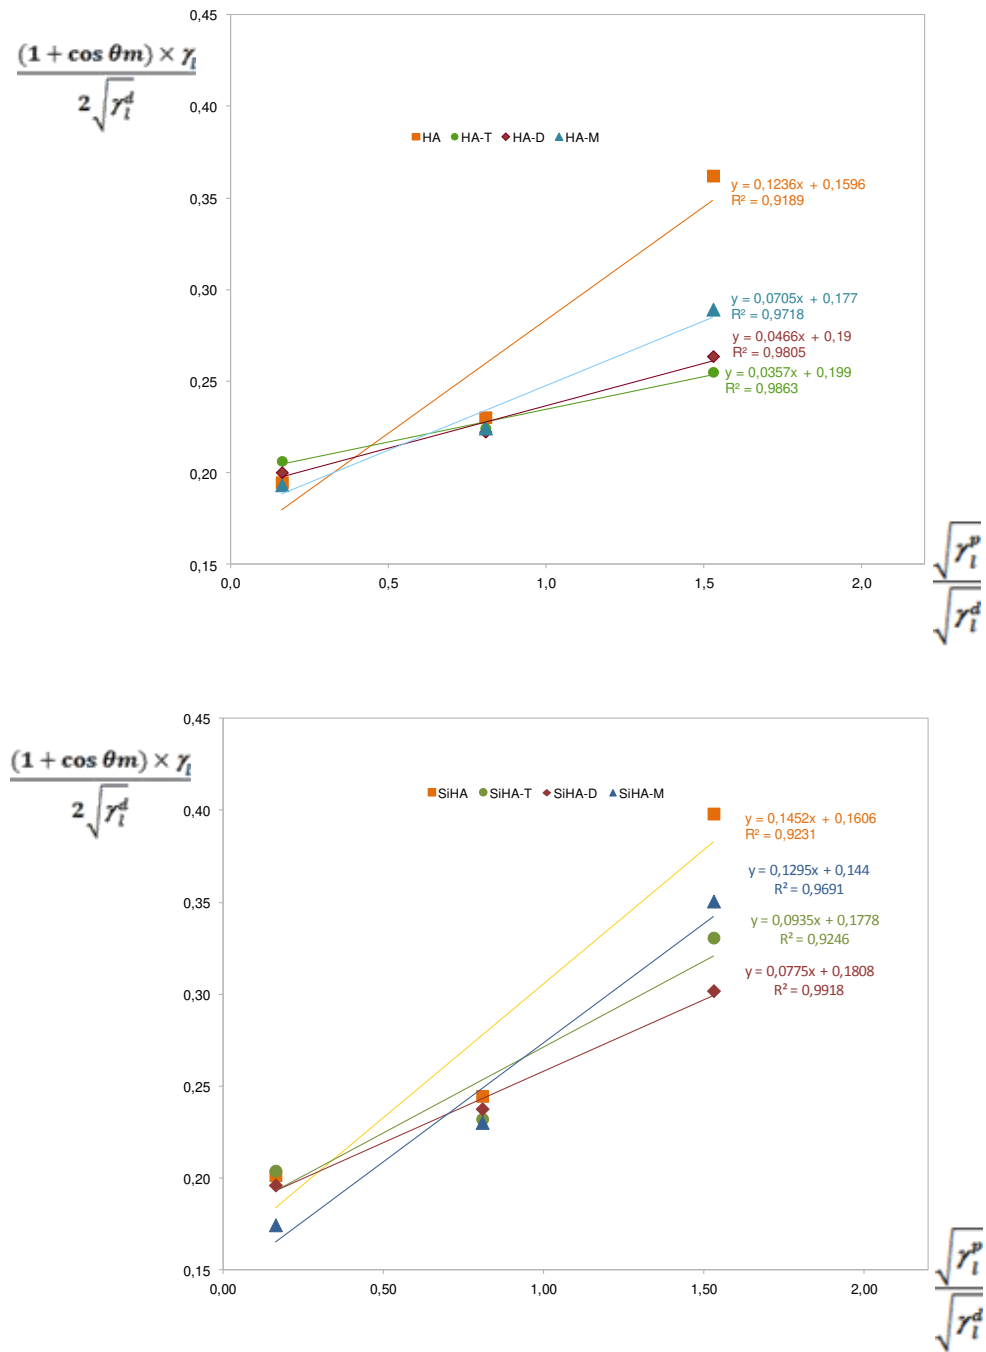 0,45
(1 + cos θm) × γl
2√γl^d
0,40
HA HA-T HA-D HA-M
0,35
y = 0,1236x + 0,1596
R² = 0,9189
0,30
y = 0,0705x + 0,177
R² = 0,9718
y = 0,0466x + 0,19
R² = 0,9805
0,25
y = 0,0357x + 0,199
R² = 0,9863
0,20
0,15
0,0 0,5 1,0 1,5 2,0
√γl^p
√γl^d
0,45
(1 + cos θm) × γl
2√γl^d
0,40
SiHA SiHA-T SiHA-D SiHA-M
y = 0,1452x + 0,1606
R² = 0,9231
0,35
y = 0,1295x + 0,144
R² = 0,9691
y = 0,0935x + 0,1778
R² = 0,9246
0,30
y = 0,0775x + 0,1808
R² = 0,9918
0,25
0,20
0,15
0,00 0,50 1,00 1,50 2,00
√γl^p
√γl^d